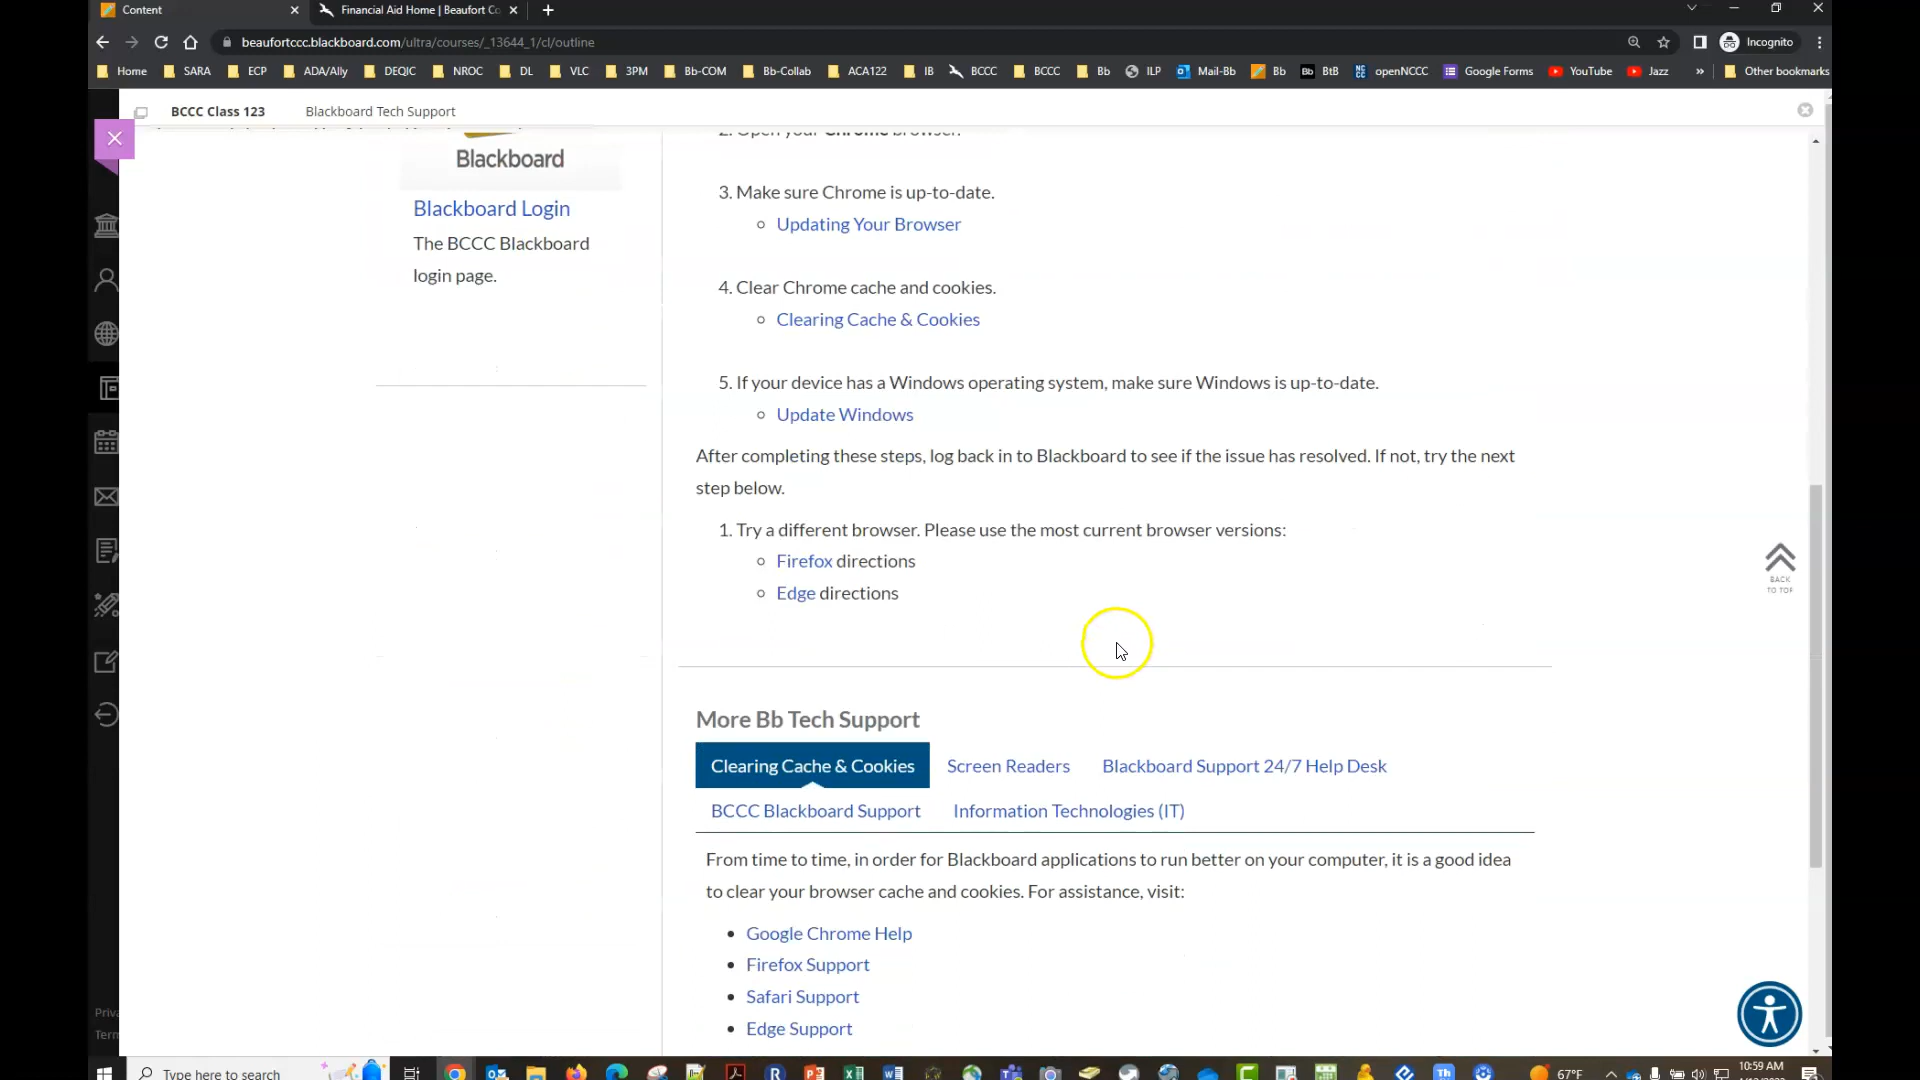 Content
Financial Aid Home | Beaufort Co
beaufortccc.blackboard.com/ultra/courses/_13644_1/cl/outline
Incognito
Home SARA ECP ADA/Ally DEQIC NROC DL VLC 3PM Bb-COM Bb-Collab ACA122 IB BCCC BCCC Bb ILP Mail-Bb Bb BtB openNCCC Google Forms YouTube Jazz » Other bookmarks
BCCC Class 123 Blackboard Tech Support
2. Open your Chrome browser.
Blackboard
3. Make sure Chrome is up-to-date.
Blackboard Login
Updating Your Browser
The BCCC Blackboard
login page.
4. Clear Chrome cache and cookies.
Clearing Cache & Cookies
5. If your device has a Windows operating system, make sure Windows is up-to-date.
Update Windows
After completing these steps, log back in to Blackboard to see if the issue has resolved. If not, try the next
step below.
1. Try a different browser. Please use the most current browser versions:
Firefox directions
Edge directions
BACK
TO TOP
More Bb Tech Support
Clearing Cache & Cookies Screen Readers Blackboard Support 24/7 Help Desk
BCCC Blackboard Support Information Technologies (IT)
From time to time, in order for Blackboard applications to run better on your computer, it is a good idea
to clear your browser cache and cookies. For assistance, visit:
Google Chrome Help
Firefox Support
Safari Support
Edge Support
Priva
Term
Type here to search
67°F
10:59 AM